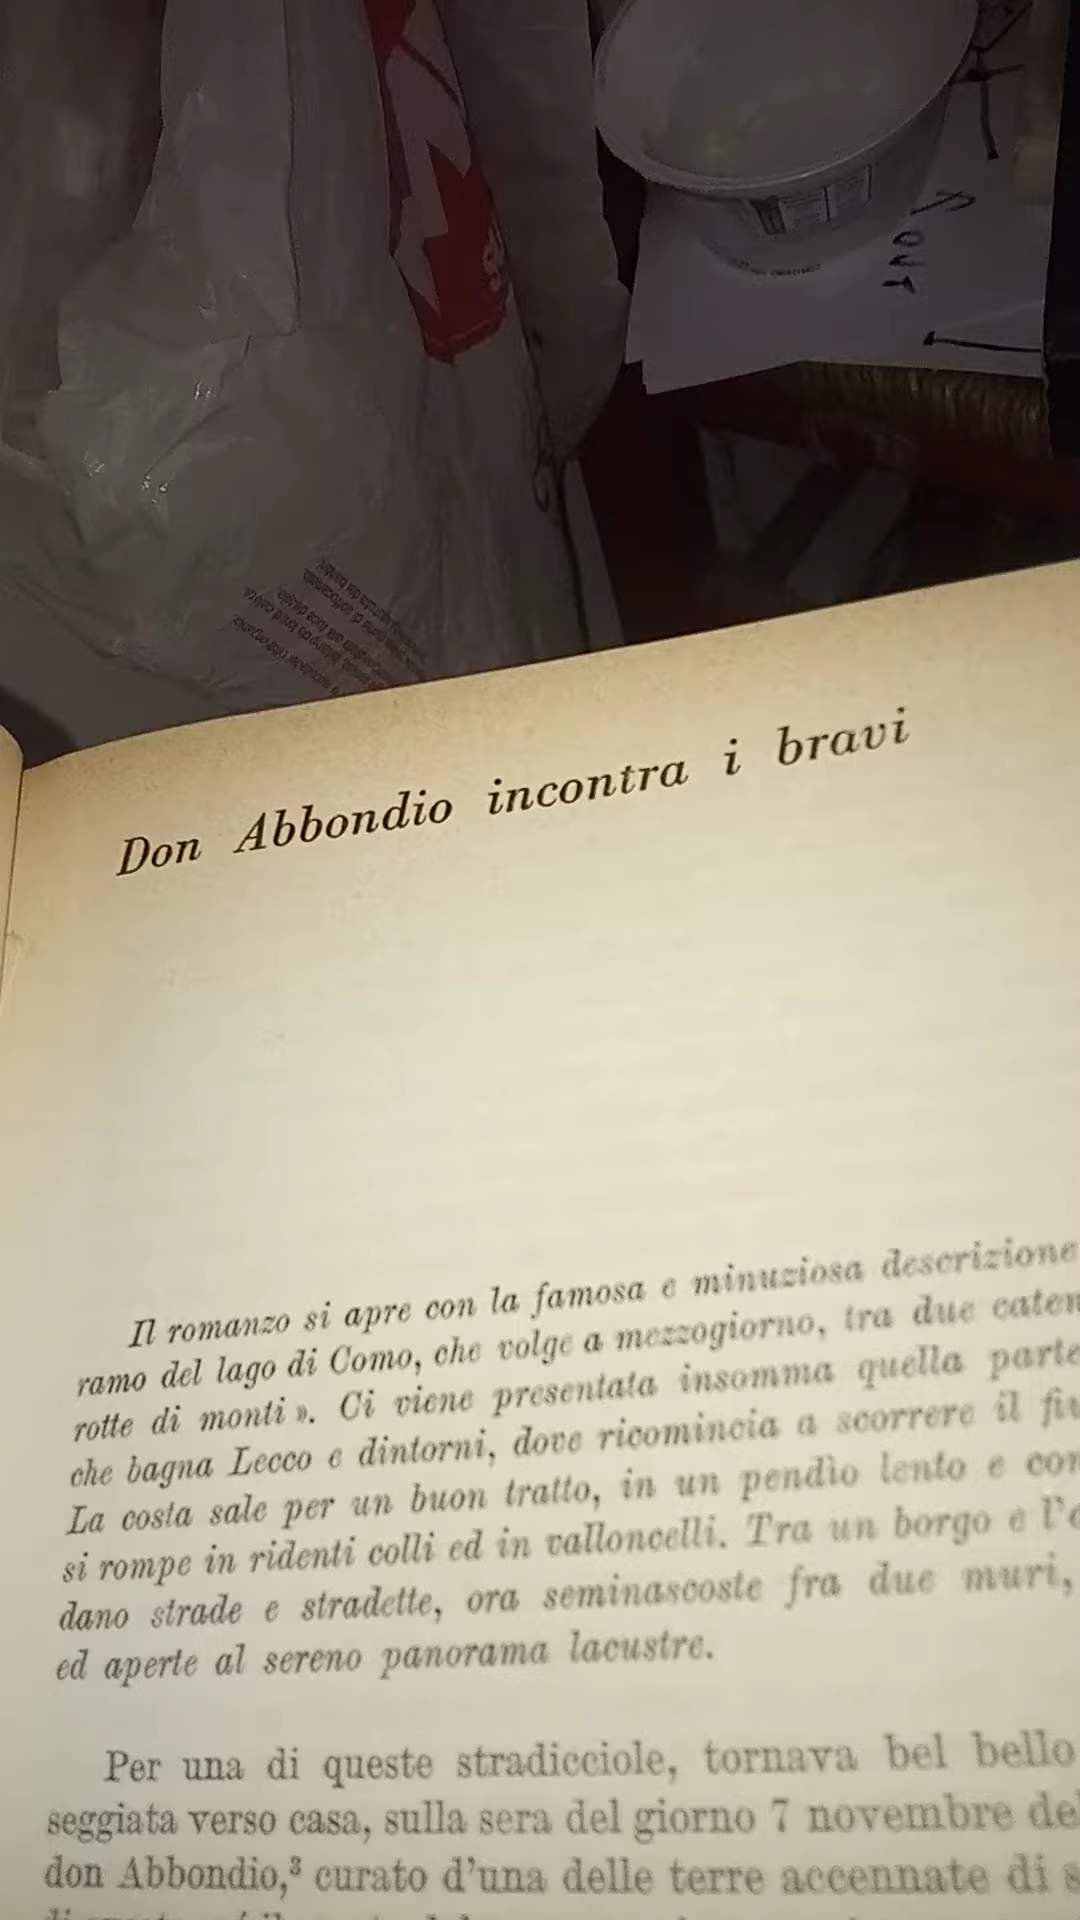 Don Abbondio incontra i bravi
Il romanzo si apre con la famosa e minuziosa descrizione
ramo del lago di Como, che volge a mezzogiorno, tra due
rotte di monti ». Ci viene presentata insomma quella parte
che bagna Lecco e dintorni, dove ricomincia a scorrere il
La costa sale per un buon tratto, in un pendìo lento e
si rompe in ridenti colli ed in valloncelli. Tra un borgo e
dano strade e stradette, ora seminascoste fra due muri,
ed aperte al sereno panorama lacustre.
Per una di queste stradicciole, tornava bel bello
seggiata verso casa, sulla sera del giorno 7 novembre
don Abbondio,³ curato d'una delle terre accennate di